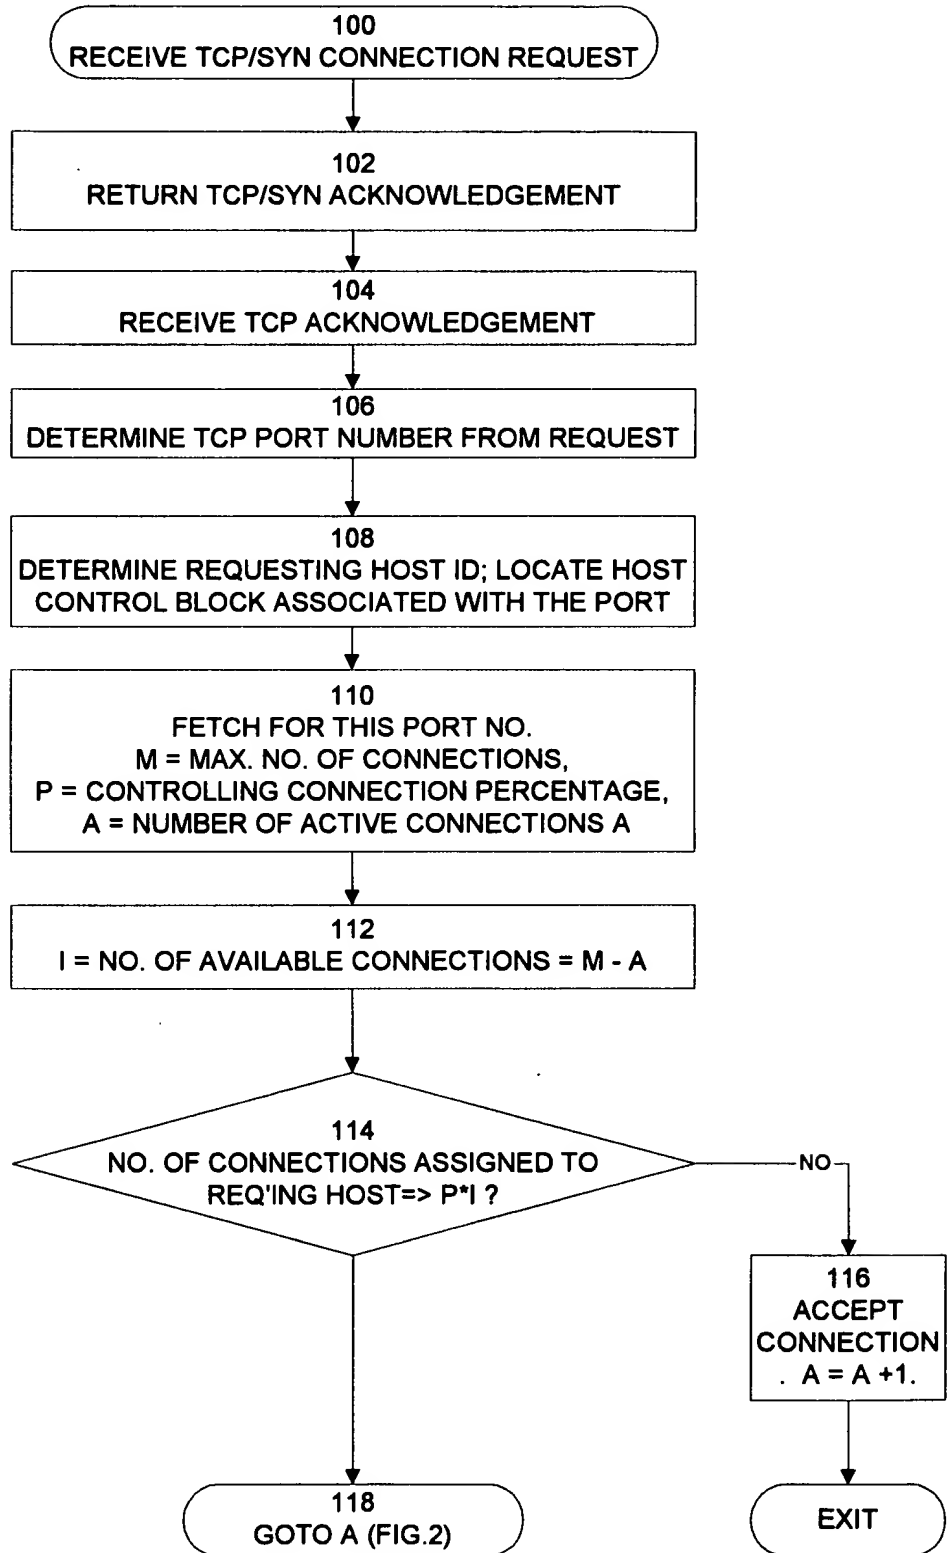 100
RECEIVE TCP/SYN CONNECTION REQUEST
102
RETURN TCP/SYN ACKNOWLEDGEMENT
104
RECEIVE TCP ACKNOWLEDGEMENT
106
DETERMINE TCP PORT NUMBER FROM REQUEST
108
DETERMINE REQUESTING HOST ID; LOCATE HOST
CONTROL BLOCK ASSOCIATED WITH THE PORT
110
FETCH FOR THIS PORT NO.
M = MAX. NO. OF CONNECTIONS,
P = CONTROLLING CONNECTION PERCENTAGE,
A = NUMBER OF ACTIVE CONNECTIONS A
112
I = NO. OF AVAILABLE CONNECTIONS = M - A
114
NO. OF CONNECTIONS ASSIGNED TO
REQ'ING HOST=> P*I ?
NO
116
ACCEPT
CONNECTION
. A = A +1.
118
GOTO A (FIG.2)
EXIT